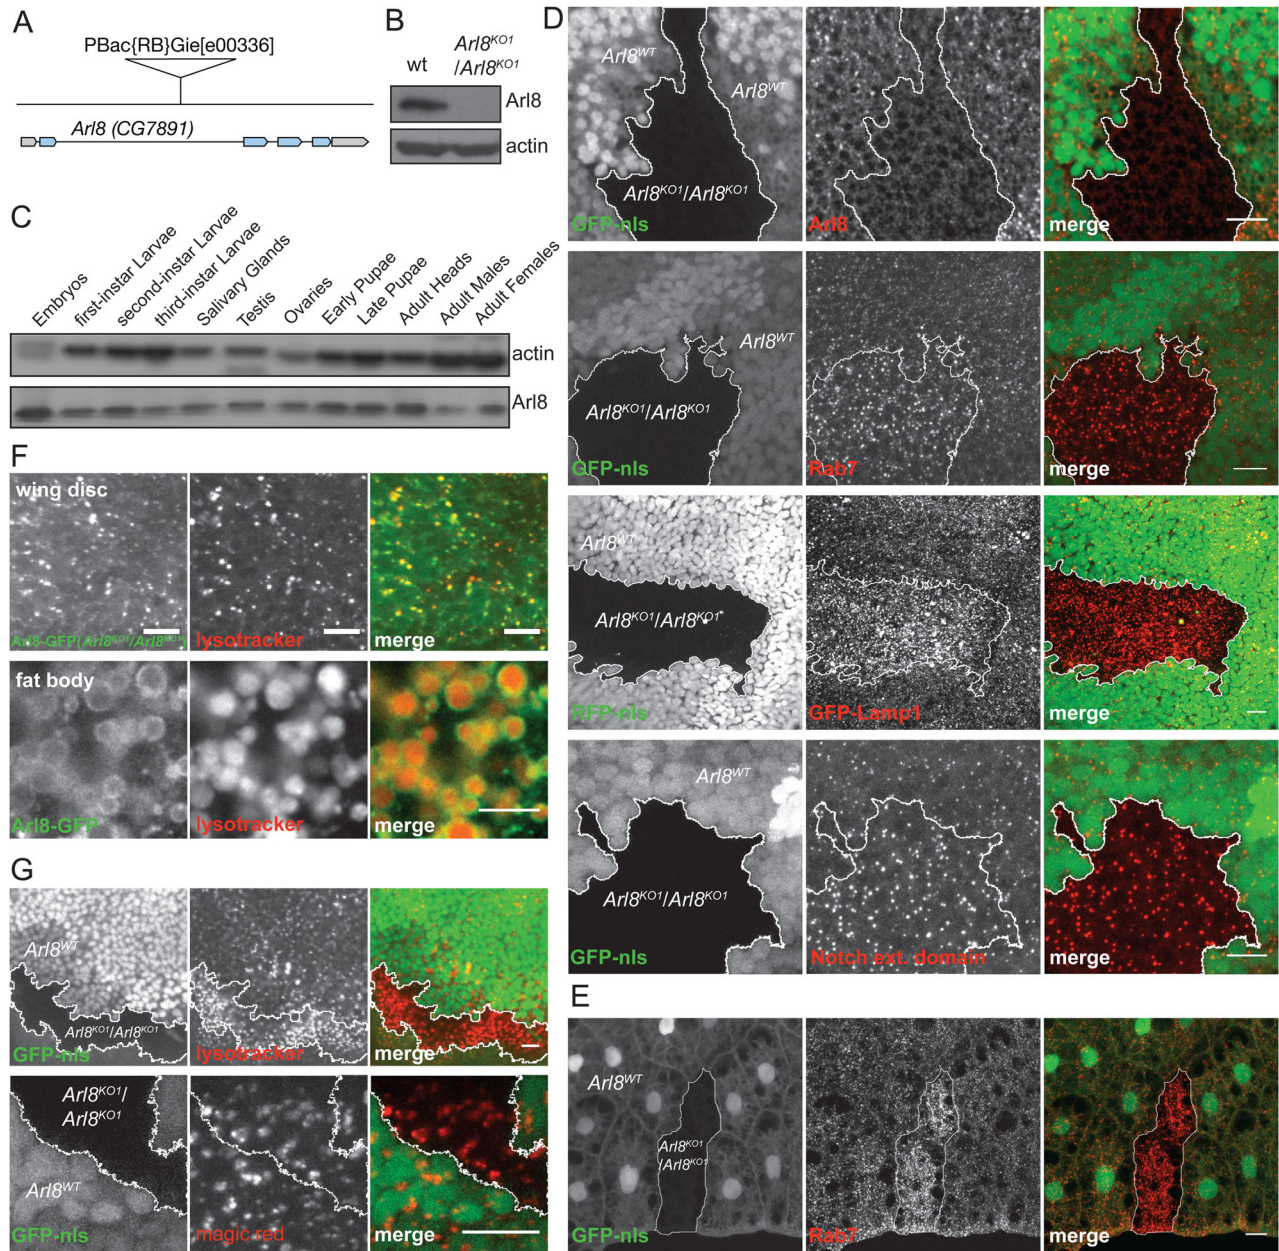 A
PBac{RB}Gie[e00336]
Arl8 (CG7891)
B
wt
Arl8KO1
/Arl8KO1
Arl8
actin
C
Embryos
first-instar Larvae
second-instar Larvae
third-instar Larvae
Salivary Glands
Testis
Ovaries
Early Pupae
Late Pupae
Adult Heads
Adult Males
Adult Females
actin
Arl8
D
Arl8WT
Arl8WT
Arl8KO1/Arl8KO1
GFP-nls
Arl8
merge
Arl8WT
Arl8KO1/Arl8KO1
GFP-nls
Rab7
merge
Arl8WT
Arl8KO1/Arl8KO1
RFP-nls
GFP-Lamp1
merge
Arl8WT
Arl8KO1/Arl8KO1
GFP-nls
Notch ext. domain
merge
E
Arl8WT
Arl8KO1
/Arl8KO1
GFP-nls
Rab7
merge
F
wing disc
Arl8-GFP(Arl8KO1/Arl8KO1)
lysotracker
merge
fat body
Arl8-GFP
lysotracker
merge
G
Arl8WT
Arl8KO1/Arl8KO1
GFP-nls
lysotracker
merge
Arl8KO1/
Arl8KO1
Arl8WT
GFP-nls
magic red
merge